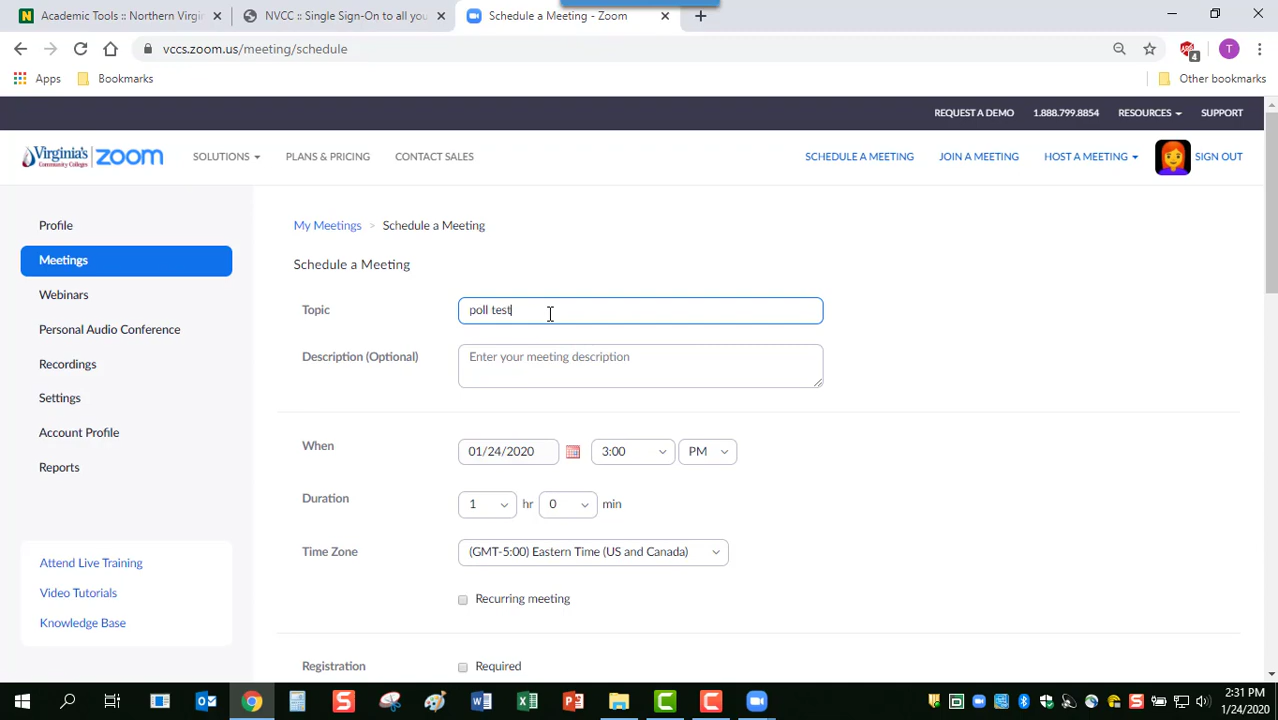 Academic Tools :: Northern Virgin
NVCC :: Single Sign-On to all you
Schedule a Meeting - Zoom
vccs.zoom.us/meeting/schedule
4
T
Apps
Bookmarks
Other bookmarks
REQUEST A DEMO
1.888.799.8854
RESOURCES
SUPPORT
Virginia's Community Colleges
ZOOM
SOLUTIONS
PLANS & PRICING
CONTACT SALES
SCHEDULE A MEETING
JOIN A MEETING
HOST A MEETING
SIGN OUT
Profile
Meetings
Webinars
Personal Audio Conference
Recordings
Settings
Account Profile
Reports
Attend Live Training
Video Tutorials
Knowledge Base
My Meetings > Schedule a Meeting
Schedule a Meeting
Topic
poll test
Description (Optional)
Enter your meeting description
When
01/24/2020
3:00
PM
Duration
1 hr 0 min
Time Zone
(GMT-5:00) Eastern Time (US and Canada)
Recurring meeting
Registration
Required
2:31 PM
1/24/2020